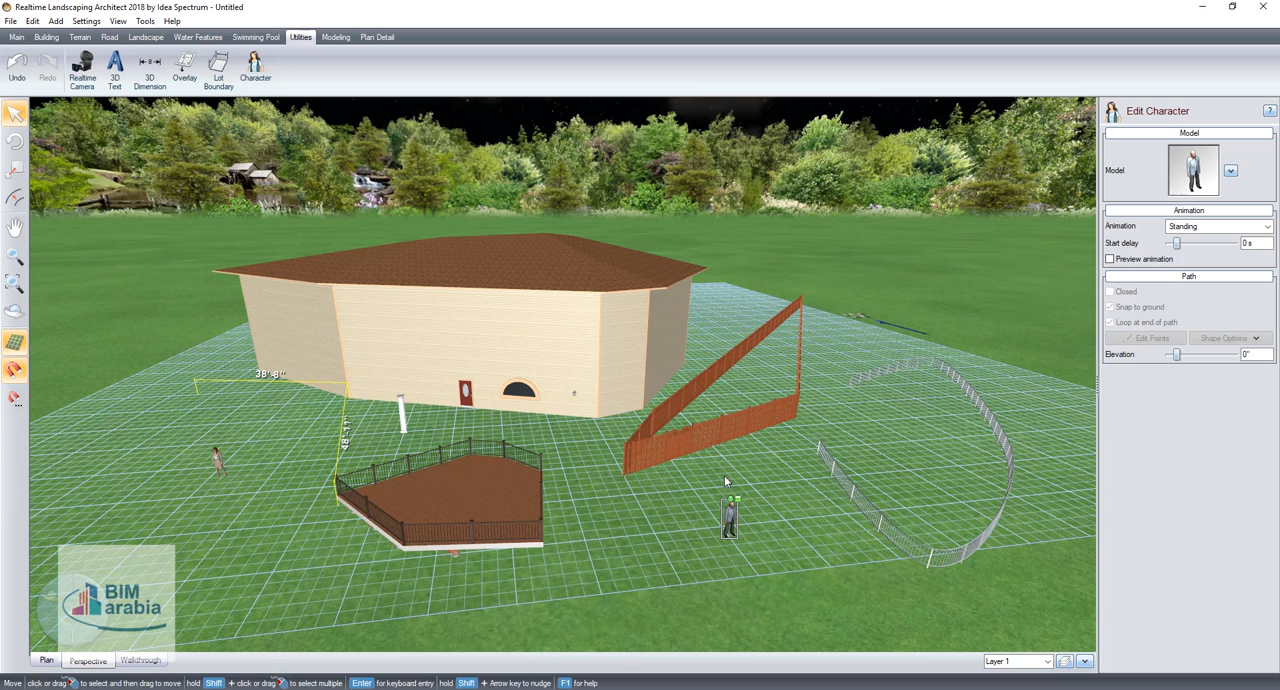 Realtime Landscaping Architect 2018 by Idea Spectrum - Untitled
File Edit Add Settings View Tools Help
Main Building Terrain Road Landscape Water Features Swimming Pool Utilities Modeling Plan Detail
Undo Redo Realtime Camera 3D Text 3D Dimension Overlay Lot Boundary Character
Edit Character
Model
Model
Animation
Animation Standing
Start delay 0 s
Preview animation
Path
Closed
Snap to ground
Loop at end of path
Edit Points Shape Options
Elevation 0"
38'-8"
48'-11"
BIM
arabia
Plan Perspective Walkthrough
Layer 1
Move click or drag to select and then drag to move hold Shift + click or drag to select multiple Enter for keyboard entry hold Shift + Arrow key to nudge F1 for help